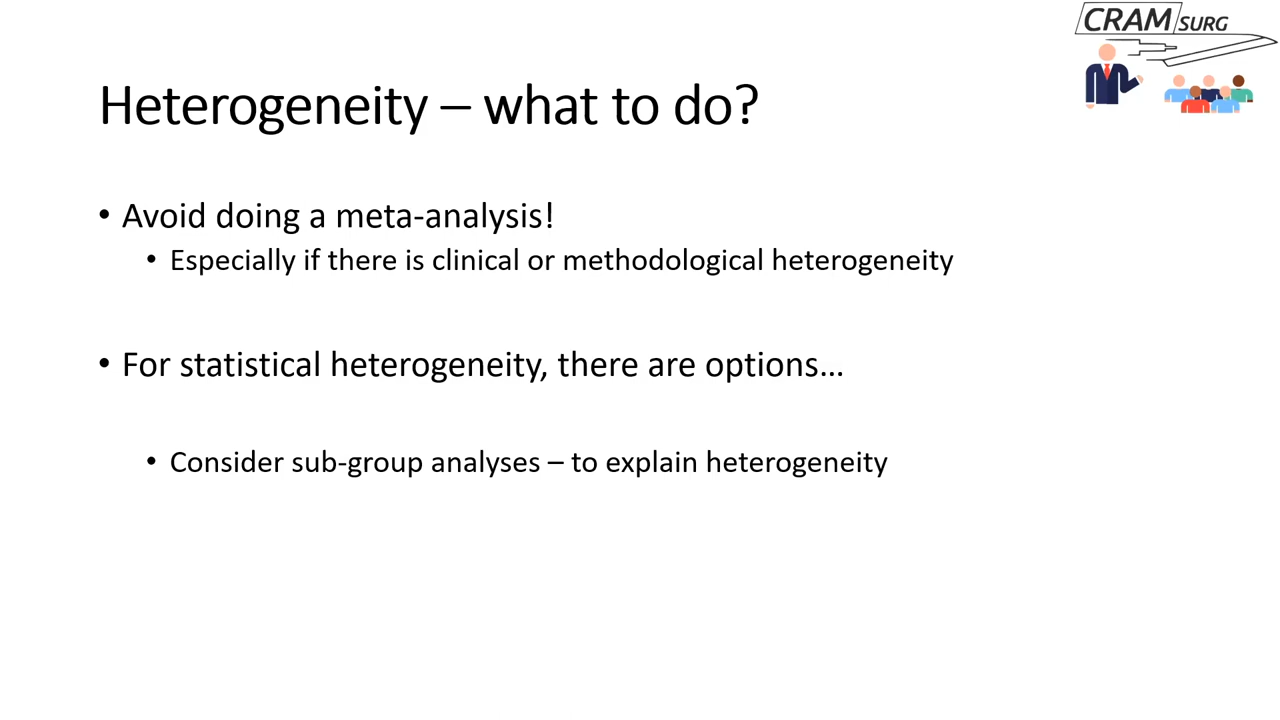 CRAM SURG
Heterogeneity – what to do?
• Avoid doing a meta-analysis!
• Especially if there is clinical or methodological heterogeneity
• For statistical heterogeneity, there are options…
• Consider sub-group analyses – to explain heterogeneity